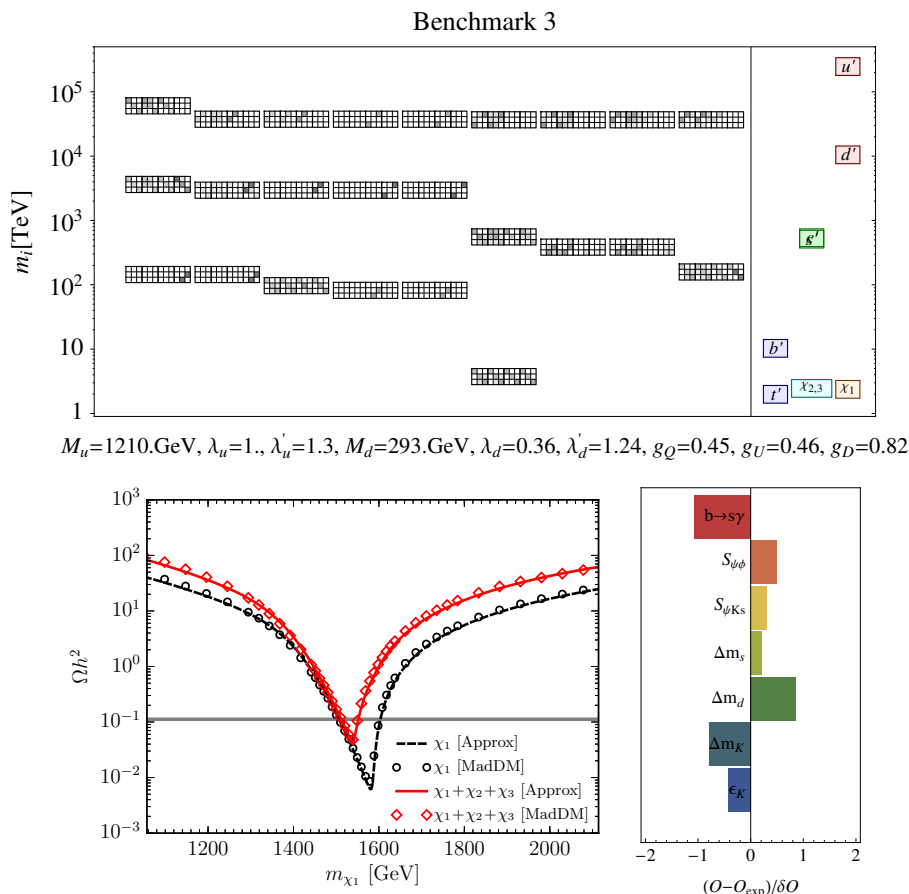 Benchmark 3
m_i[TeV]
10^5
10^4
10^3
10^2
10
1
u'
d'
s'
b'
t'
χ_{2,3}
χ_1
M_u=1210.GeV, λ_u=1., λ_u'=1.3, M_d=293.GeV, λ_d=0.36, λ_d'=1.24, g_Q=0.45, g_U=0.46, g_D=0.82
Ωh^2
10^3
10^2
10^1
10^0
10^{-1}
10^{-2}
10^{-3}
χ_1 [Approx]
χ_1 [MadDM]
χ_1+χ_2+χ_3 [Approx]
χ_1+χ_2+χ_3 [MadDM]
1200 1400 1600 1800 2000
m_{χ_1} [GeV]
b→sγ
S_{ψϕ}
S_{ψKs}
Δm_s
Δm_d
Δm_K
ϵ_K
−2 −1 0 1 2
(O−O_{exp})/δO